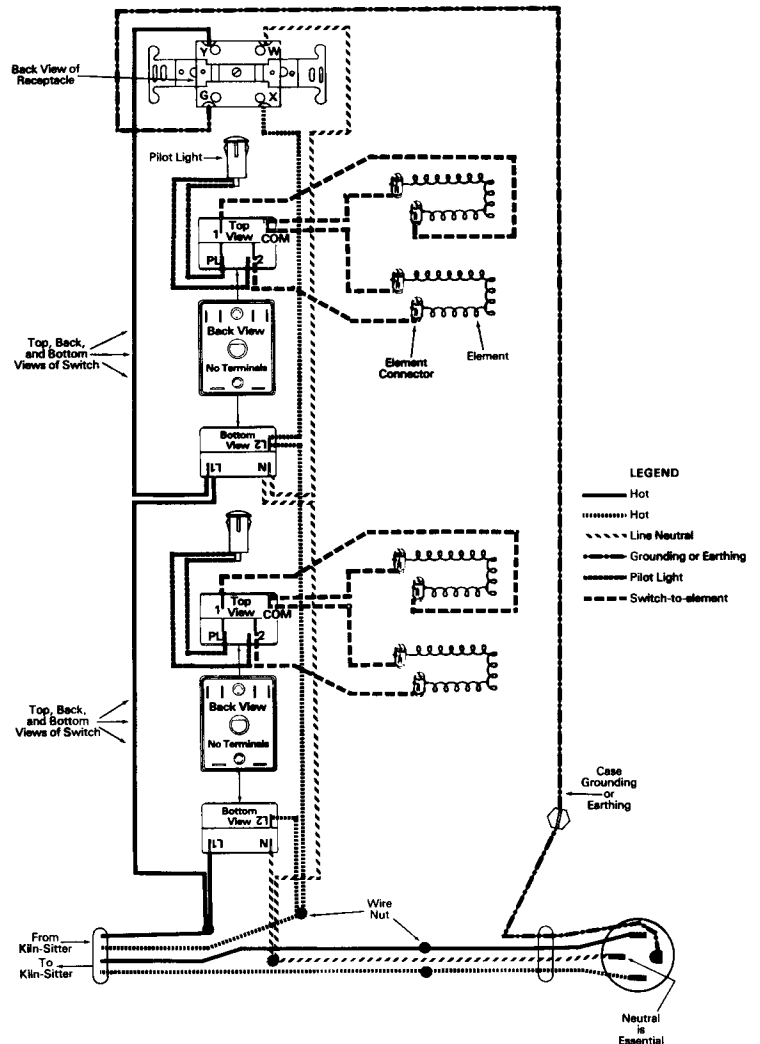 Y
W
Back View of
Receptacle
G
X
Pilot Light
1
Top
View
COM
PL
2
Back View
No Terminals
Top, Back,
and Bottom
Views of Switch
Element
Connector
Element
Bottom
View
L2
L1
N
LEGEND
Hot
Hot
Line Neutral
Grounding or Earthing
Pilot Light
Switch-to-element
1
Top
View
COM
PL
2
Back View
No Terminals
Top, Back,
and Bottom
Views of Switch
Bottom
View
L2
L1
N
Case
Grounding
or
Earthing
Wire
Nut
From
Kiln-Sitter
To
Kiln-Sitter
Neutral
is
Essential